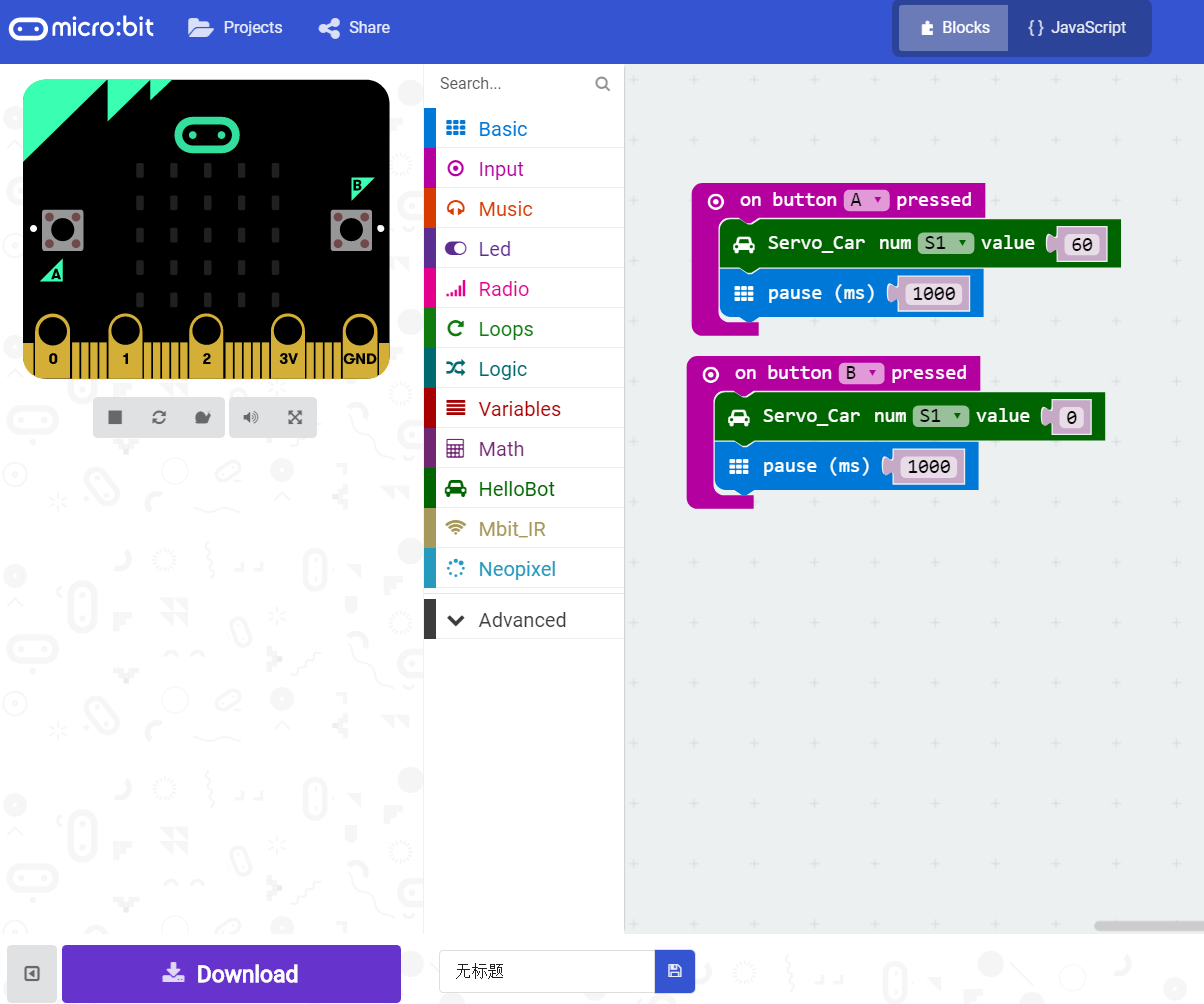 micro:bit Projects Share Blocks {} JavaScript
Search...
Basic
Input
Music
Led
Radio
Loops
Logic
Variables
Math
HelloBot
Mbit_IR
Neopixel
Advanced
B
A
0 1 2 3V GND
on button A pressed
Servo_Car num S1 value 60
pause (ms) 1000
on button B pressed
Servo_Car num S1 value 0
pause (ms) 1000
Download
无标题